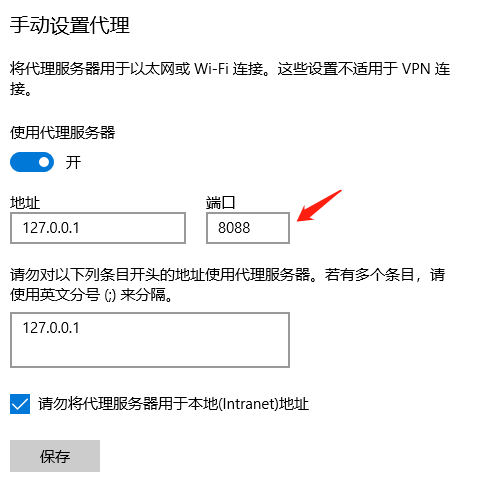 手动设置代理
将代理服务器用于以太网或 Wi-Fi 连接。这些设置不适用于 VPN 连
接。
使用代理服务器
开
地址 端口
127.0.0.1 8088
请勿对以下列条目开头的地址使用代理服务器。若有多个条目，请
使用英文分号 (;) 来分隔。
127.0.0.1
请勿将代理服务器用于本地(Intranet)地址
保存